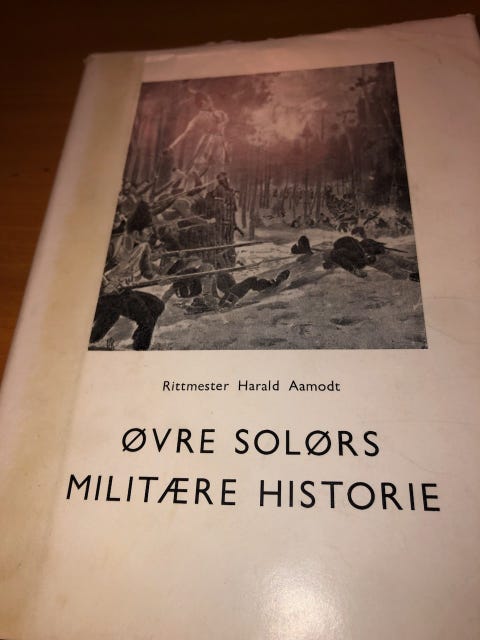 Rittmester Harald Aamodt
ØVRE SOLØRS
MILITÆRE HISTORIE